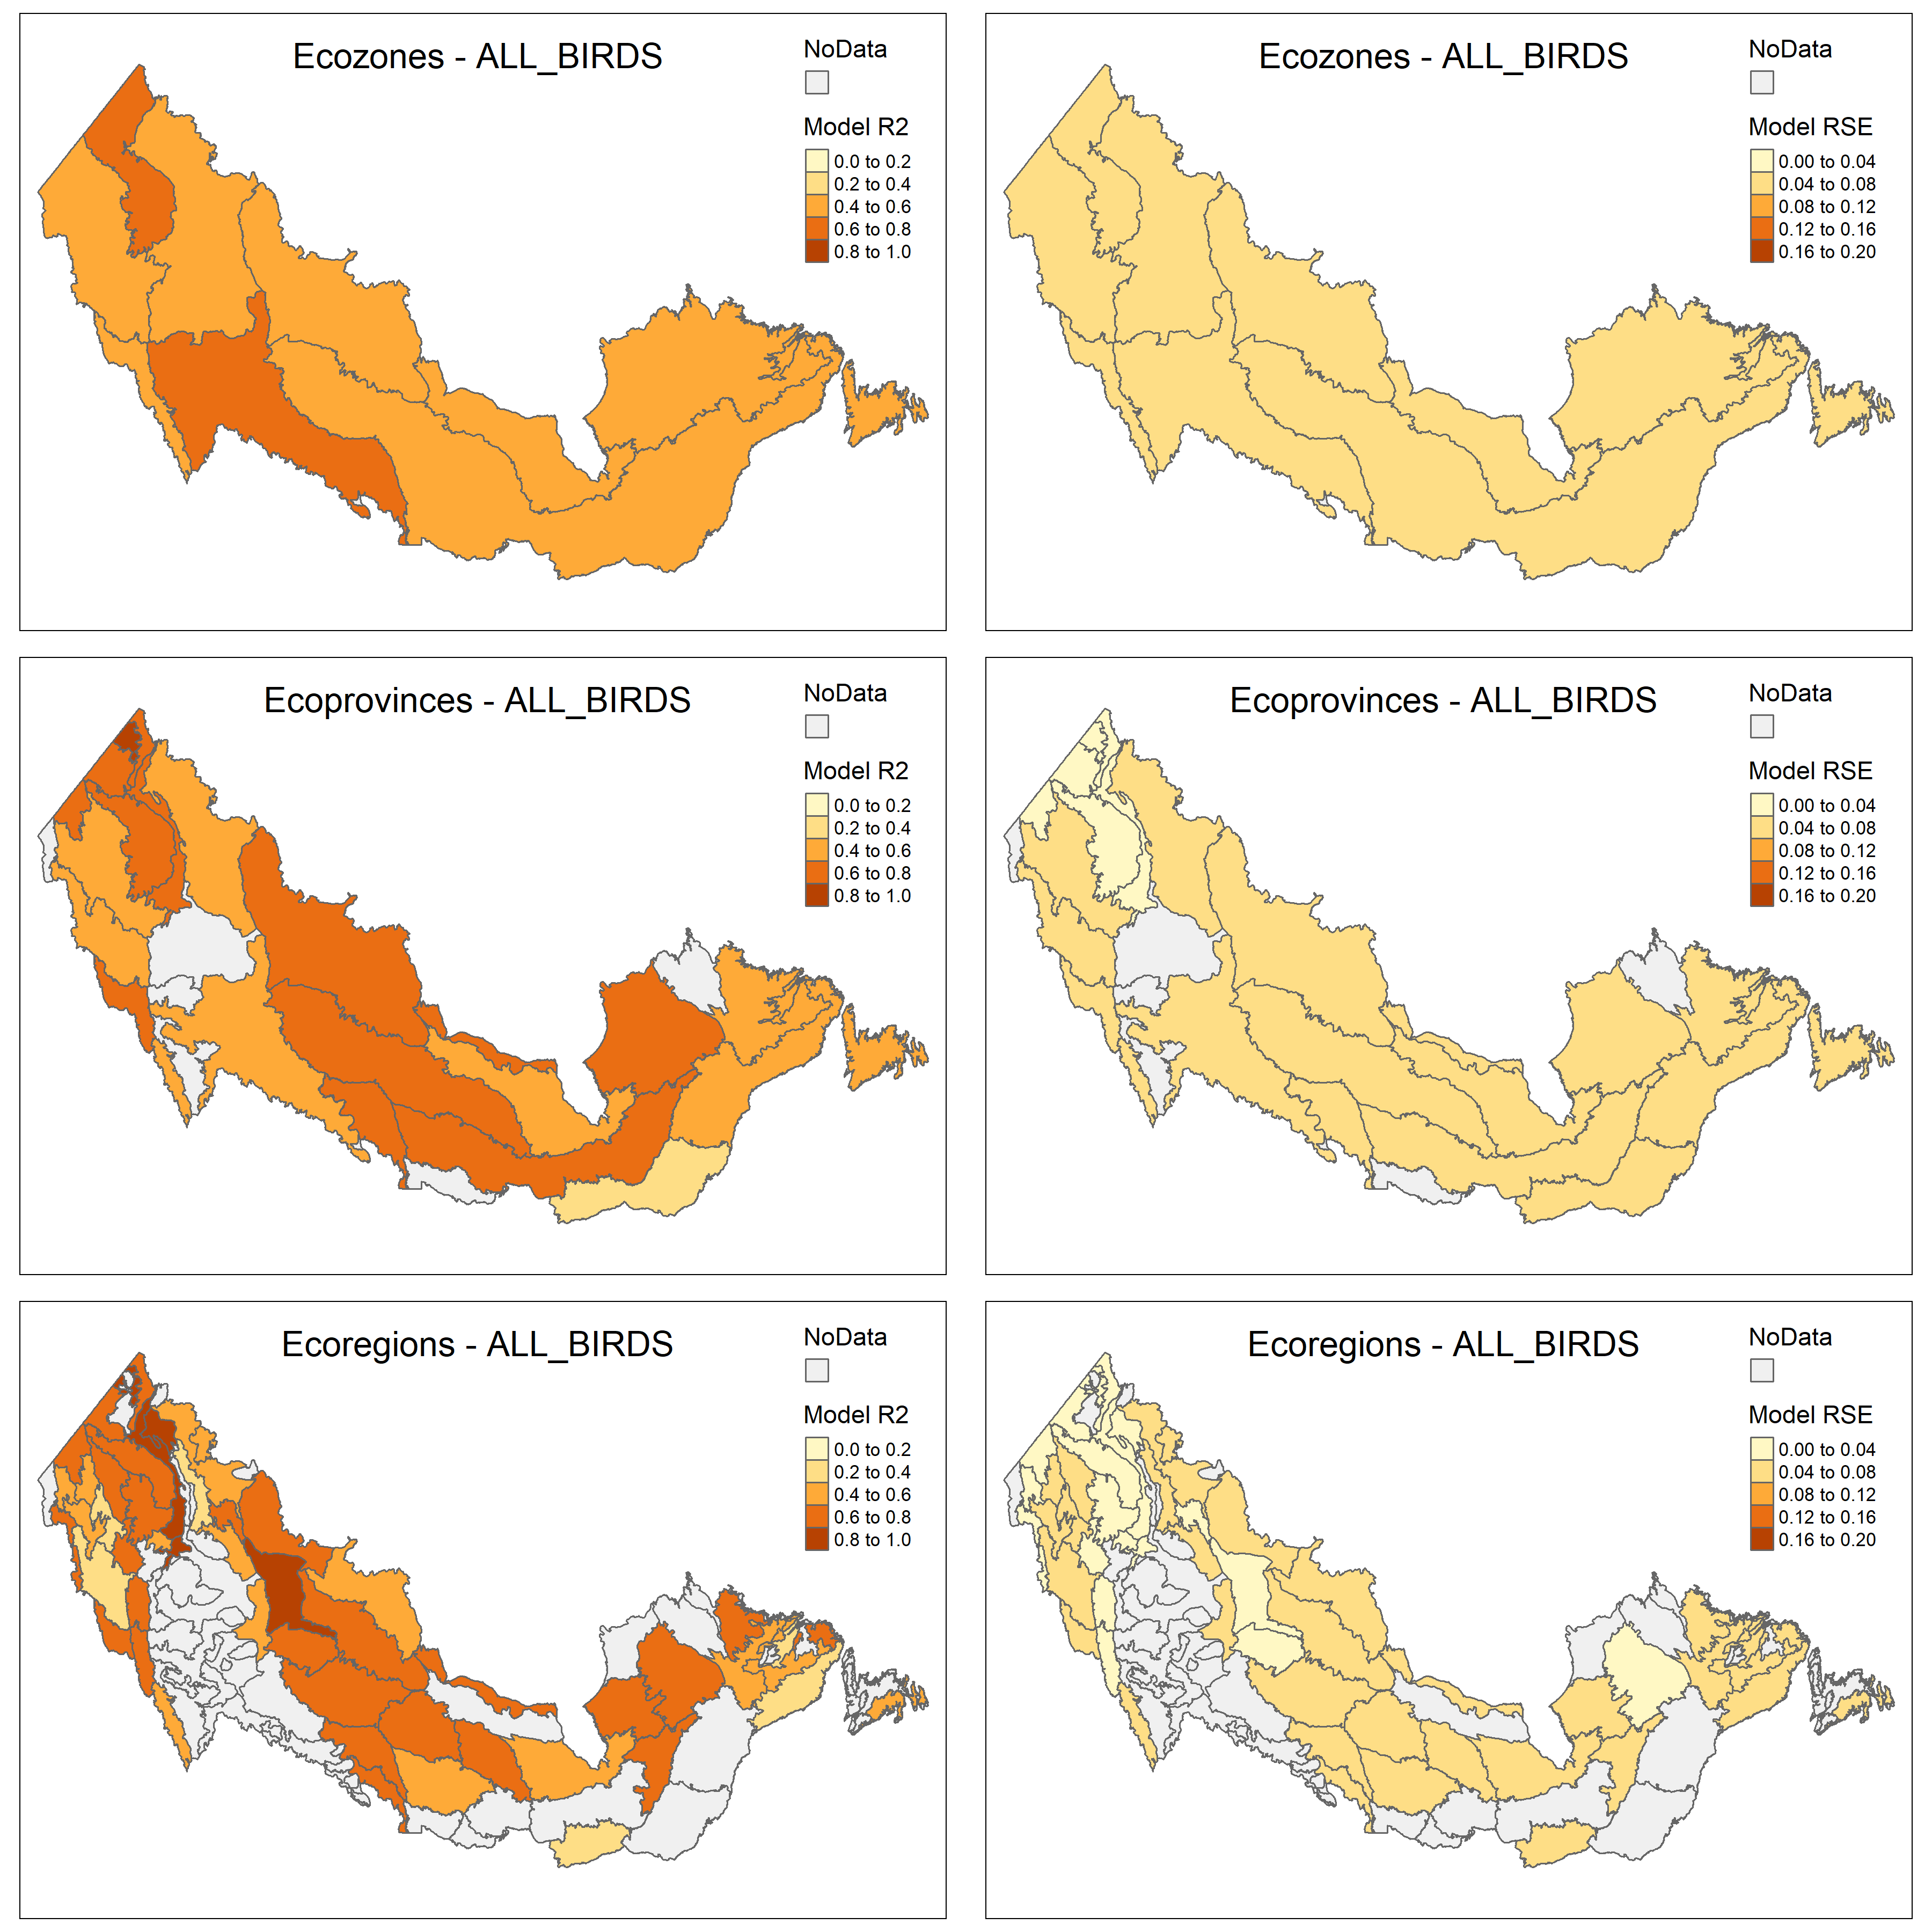 Ecozones - ALL_BIRDS
NoData
Model R2
0.0 to 0.2
0.2 to 0.4
0.4 to 0.6
0.6 to 0.8
0.8 to 1.0
Ecozones - ALL_BIRDS
NoData
Model RSE
0.00 to 0.04
0.04 to 0.08
0.08 to 0.12
0.12 to 0.16
0.16 to 0.20
Ecoprovinces - ALL_BIRDS
NoData
Model R2
0.0 to 0.2
0.2 to 0.4
0.4 to 0.6
0.6 to 0.8
0.8 to 1.0
Ecoprovinces - ALL_BIRDS
NoData
Model RSE
0.00 to 0.04
0.04 to 0.08
0.08 to 0.12
0.12 to 0.16
0.16 to 0.20
Ecoregions - ALL_BIRDS
NoData
Model R2
0.0 to 0.2
0.2 to 0.4
0.4 to 0.6
0.6 to 0.8
0.8 to 1.0
Ecoregions - ALL_BIRDS
NoData
Model RSE
0.00 to 0.04
0.04 to 0.08
0.08 to 0.12
0.12 to 0.16
0.16 to 0.20